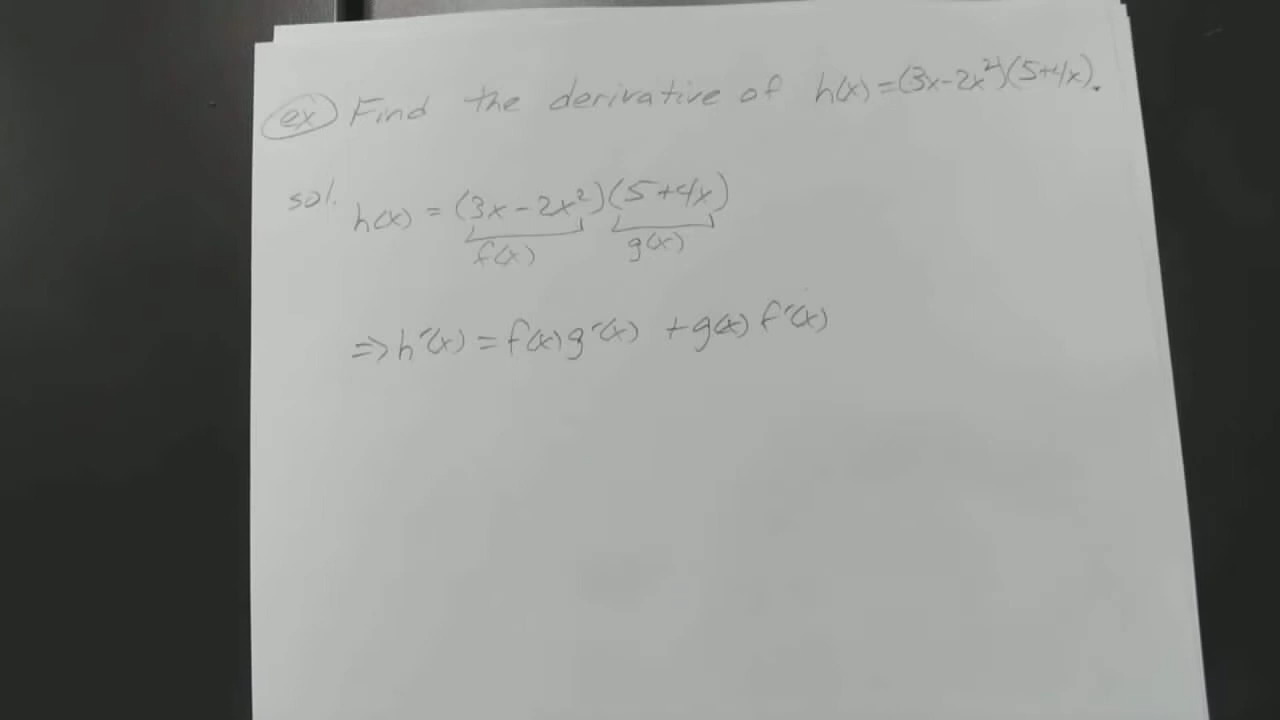 ex Find the derivative of h(x)=(3x-2x²)(5+4x).
sol. h(x) = (3x-2x²)(5+4x)
f(x) g(x)
⇒h′(x) = f(x)g′(x) + g(x) f′(x)